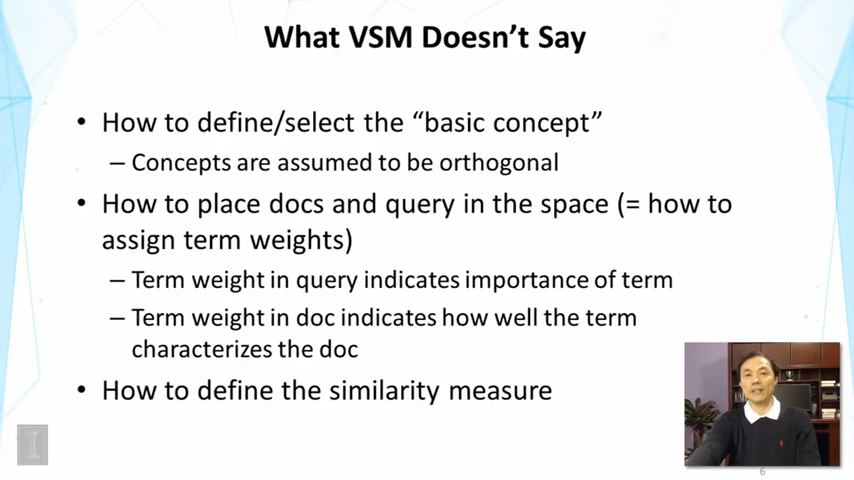 What VSM Doesn't Say
• How to define/select the “basic concept”
– Concepts are assumed to be orthogonal
• How to place docs and query in the space (= how to
assign term weights)
– Term weight in query indicates importance of term
– Term weight in doc indicates how well the term
characterizes the doc
• How to define the similarity measure
I
6